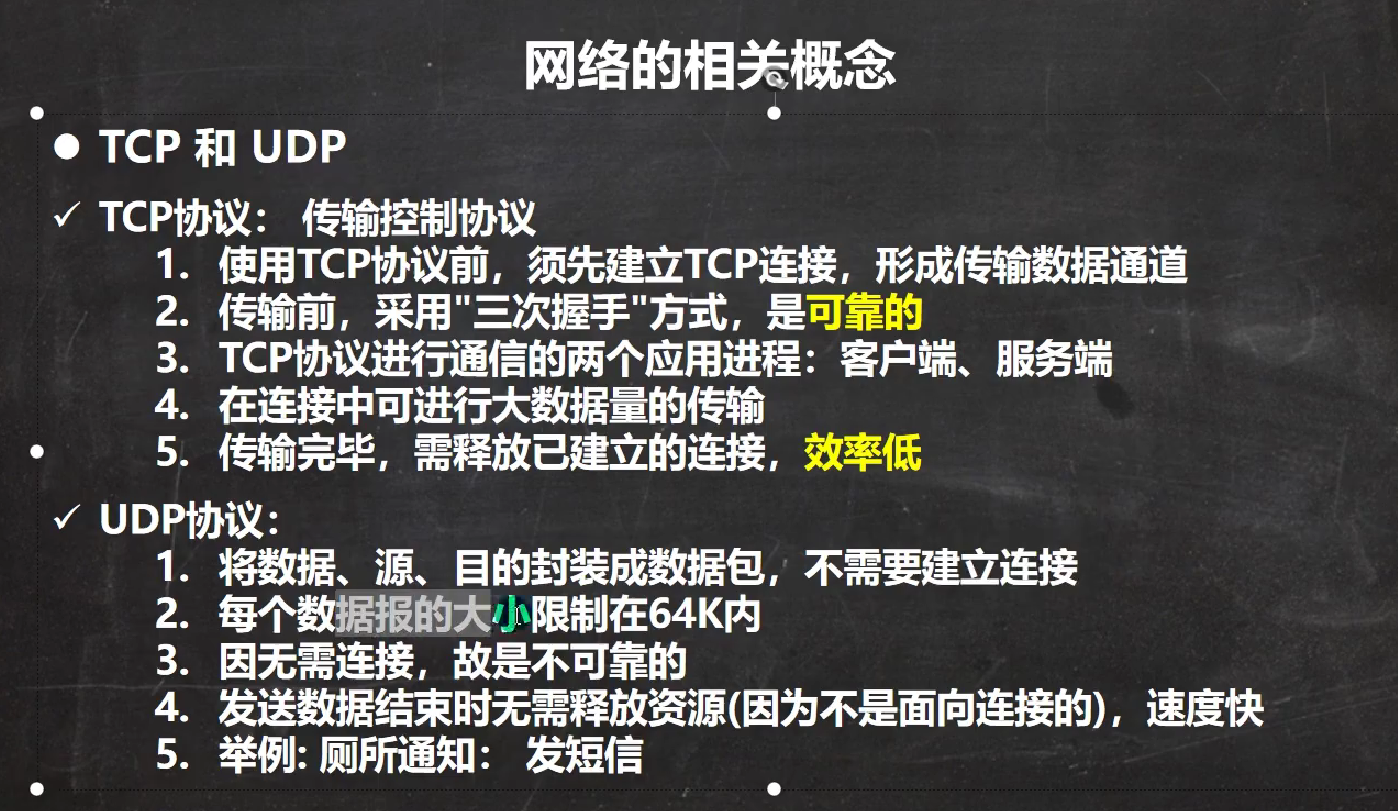 网络的相关概念
● TCP 和 UDP
✓ TCP协议： 传输控制协议
1. 使用TCP协议前，须先建立TCP连接，形成传输数据通道
2. 传输前，采用"三次握手"方式，是可靠的
3. TCP协议进行通信的两个应用进程：客户端、服务端
4. 在连接中可进行大数据量的传输
5. 传输完毕，需释放已建立的连接，效率低
✓ UDP协议：
1. 将数据、源、目的封装成数据包，不需要建立连接
2. 每个数据报的大小限制在64K内
3. 因无需连接，故是不可靠的
4. 发送数据结束时无需释放资源(因为不是面向连接的)，速度快
5. 举例: 厕所通知： 发短信